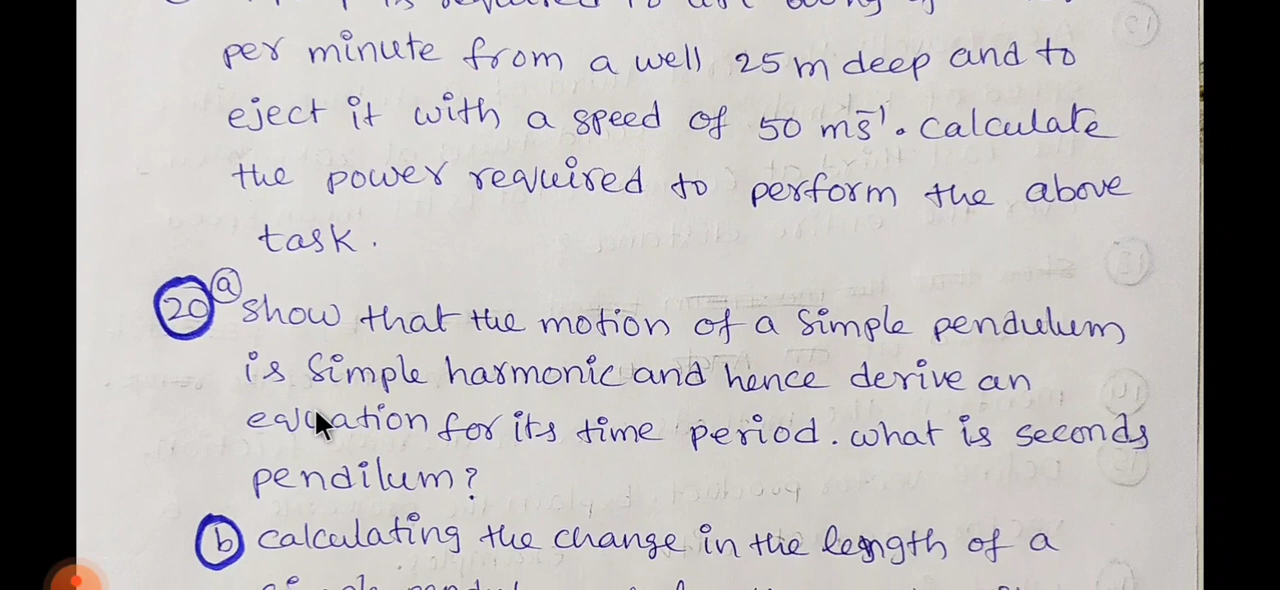 per minute from a well 25 m deep and to
eject it with a speed of 50 ms⁻¹. calculate
the power required to perform the above
task.
20 a show that the motion of a simple pendulum,
is simple harmonic and hence derive an
equation for its time period. what is seconds
pendilum?
b calculating the change in the length of a